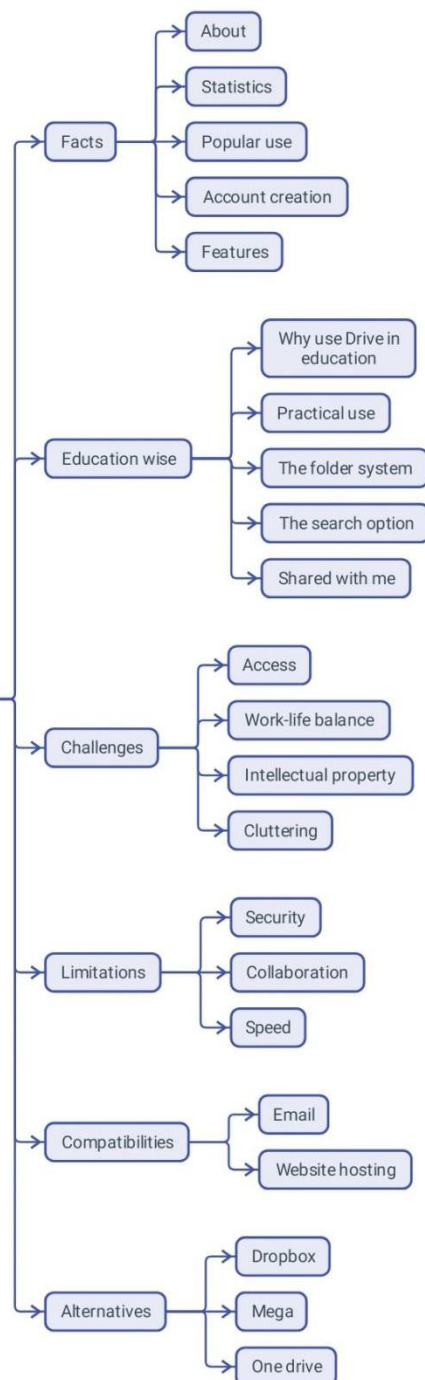 About
Statistics
Facts
Popular use
Account creation
Features
Why use Drive in
education
Practical use
Education wise
The folder system
The search option
Shared with me
Access
Work-life balance
Challenges
Intellectual property
Cluttering
Security
Limitations
Collaboration
Speed
Email
Compatibilities
Website hosting
Dropbox
Alternatives
Mega
One drive